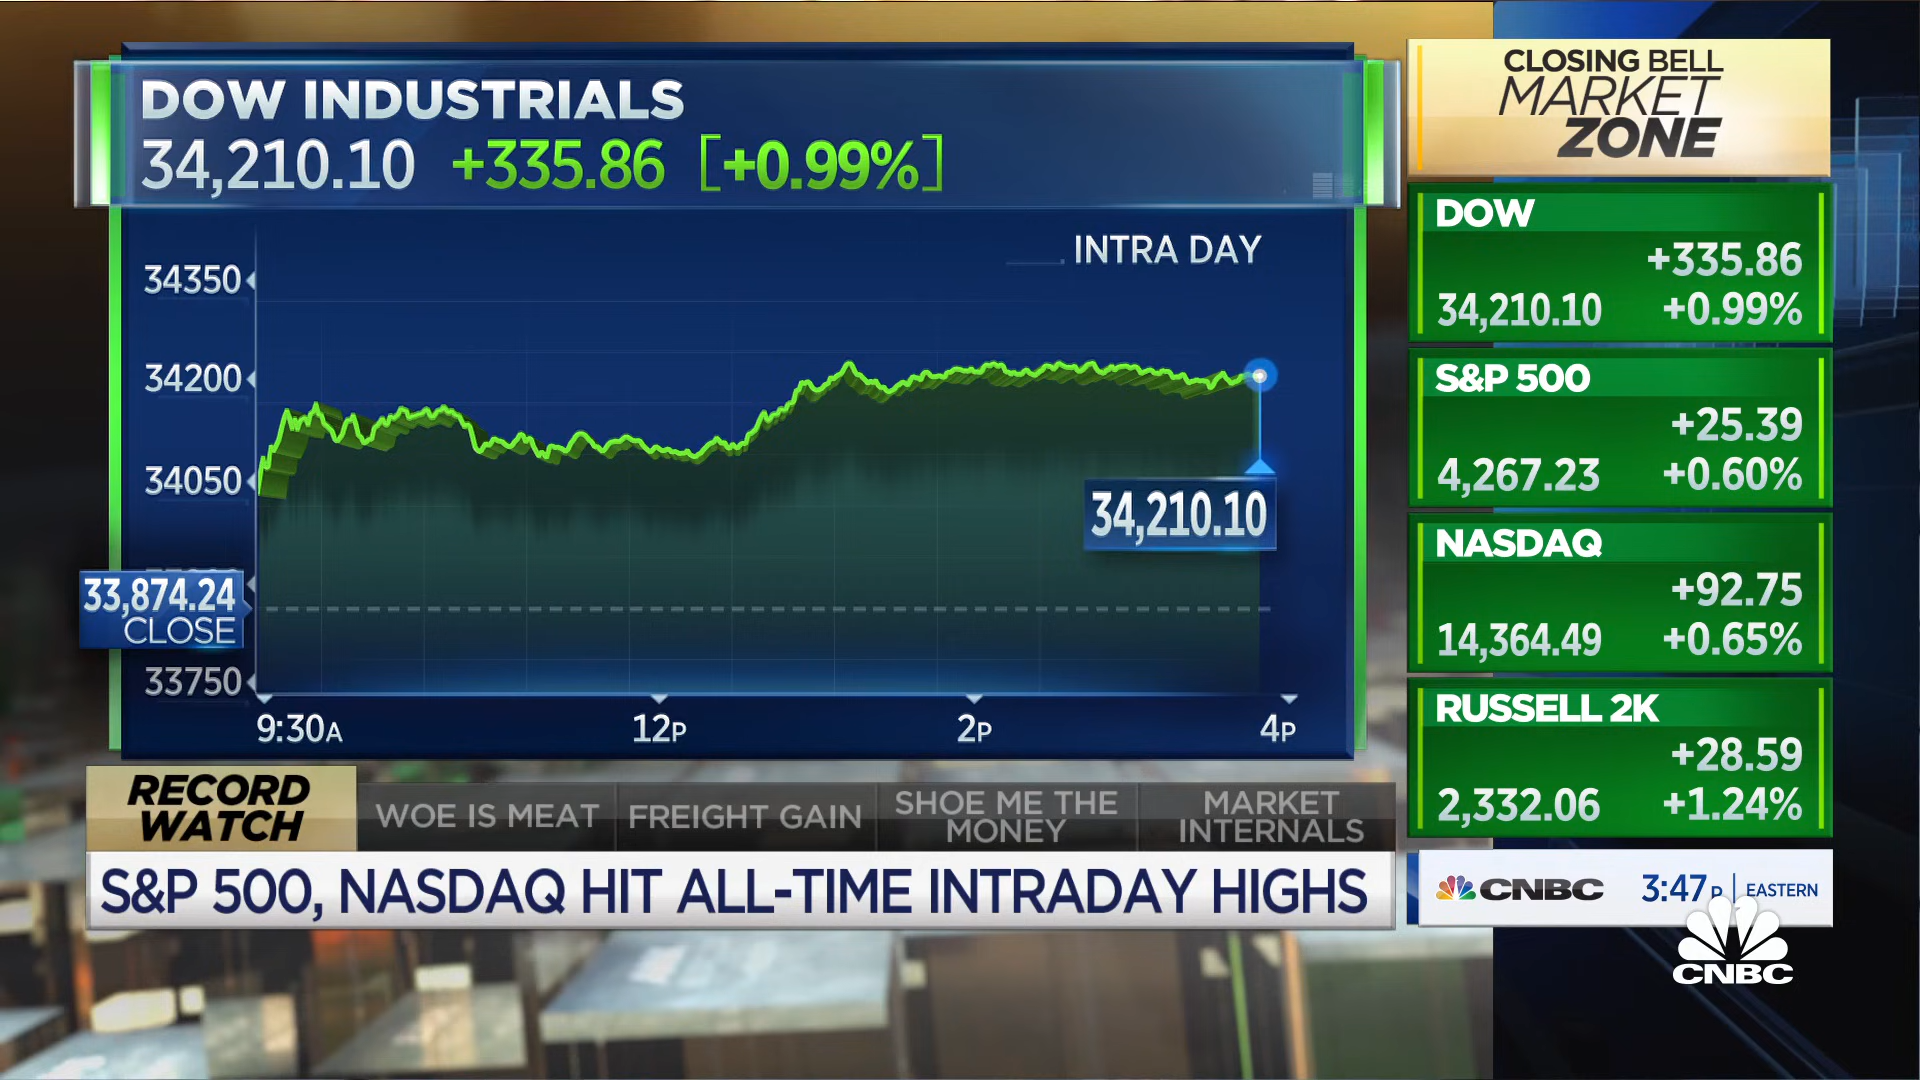 DOW INDUSTRIALS
34,210.10 +335.86 [+0.99%]
INTRA DAY
34350
34200
34050
33,874.24
CLOSE
33750
34,210.10
9:30A 12P 2P 4P
RECORD
WATCH
WOE IS MEAT
FREIGHT GAIN
SHOE ME THE
MONEY
MARKET
INTERNALS
S&P 500, NASDAQ HIT ALL-TIME INTRADAY HIGHS
CLOSING BELL
MARKET
ZONE
DOW
+335.86
34,210.10 +0.99%
S&P 500
+25.39
4,267.23 +0.60%
NASDAQ
+92.75
14,364.49 +0.65%
RUSSELL 2K
+28.59
2,332.06 +1.24%
CNBC 3:47P EASTERN
CNBC